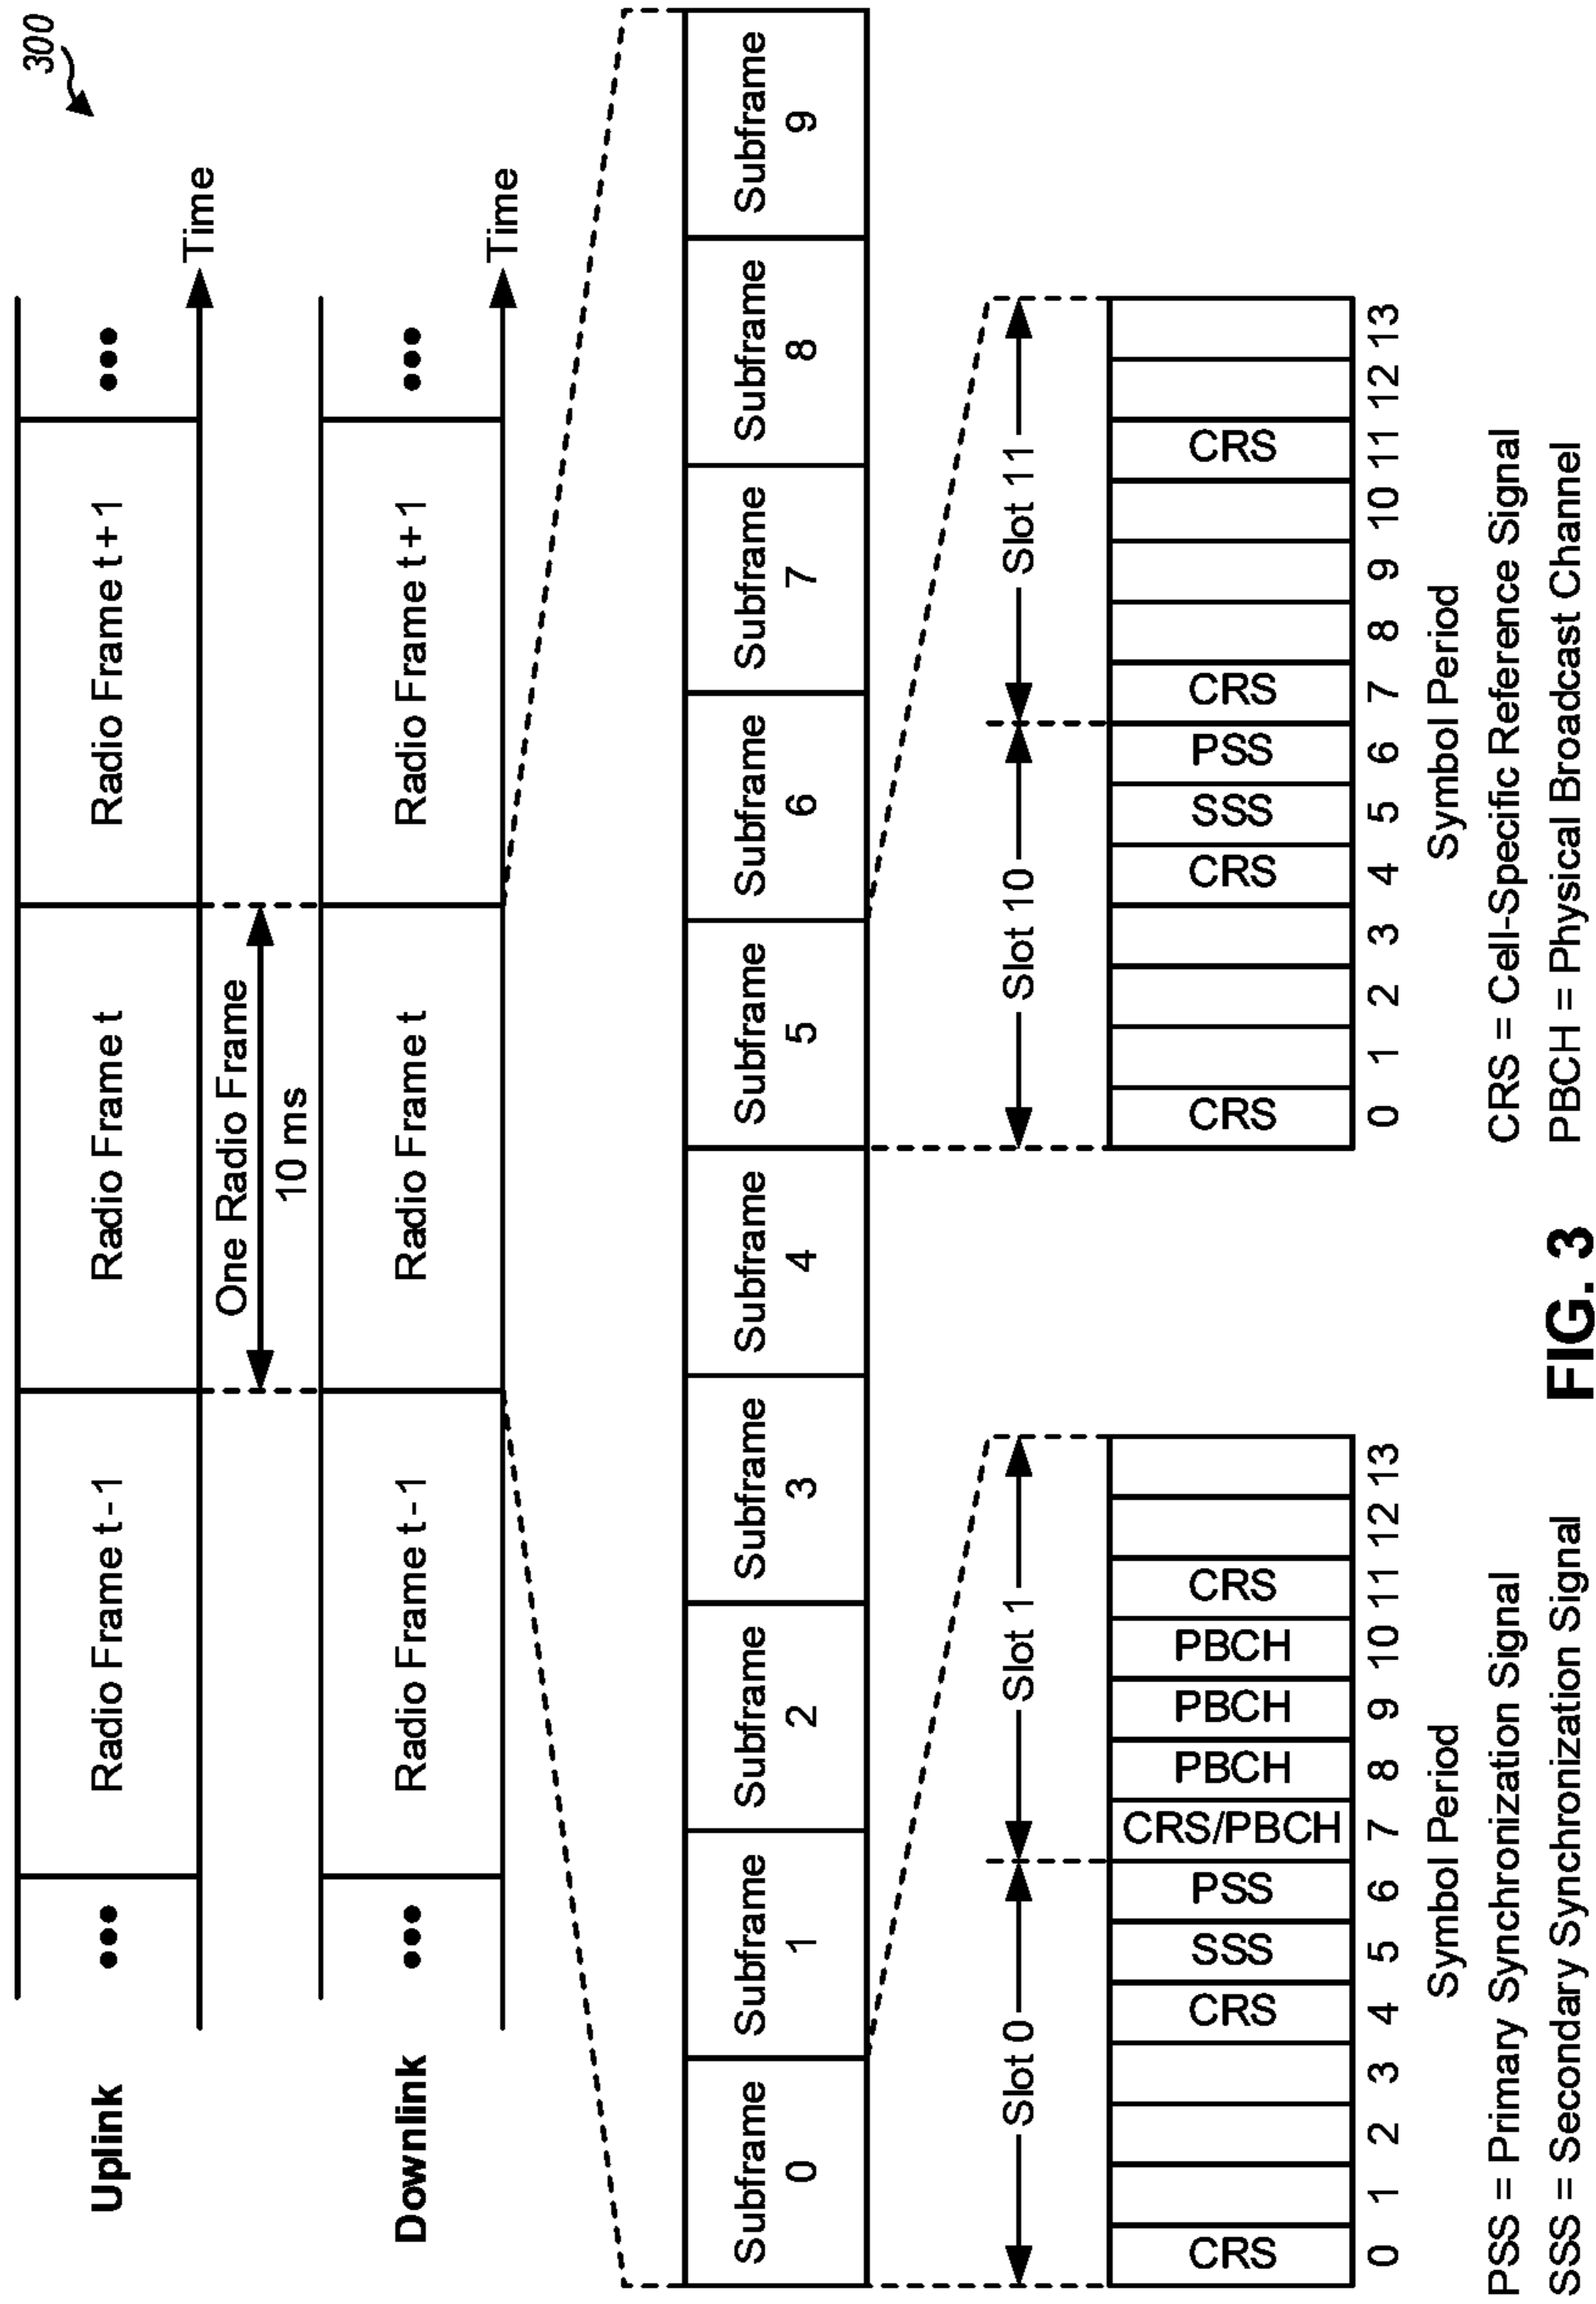 300
Uplink
•••
Radio Frame t-1
Radio Frame t
Radio Frame t+1
•••
Time
One Radio Frame
10 ms
Downlink
•••
Radio Frame t-1
Radio Frame t
Radio Frame t+1
•••
Time
Subframe
0
Subframe
1
Subframe
2
Subframe
3
Subframe
4
Subframe
5
Subframe
6
Subframe
7
Subframe
8
Subframe
9
Slot 0
Slot 1
CRS
CRS
SSS
PSS
CRS/PBCH
PBCH
PBCH
PBCH
CRS
0 1 2 3 4 5 6 7 8 9 10 11 12 13
Symbol Period
Slot 10
Slot 11
CRS
CRS
SSS
PSS
CRS
CRS
0 1 2 3 4 5 6 7 8 9 10 11 12 13
Symbol Period
PSS = Primary Synchronization Signal
SSS = Secondary Synchronization Signal
CRS = Cell-Specific Reference Signal
PBCH = Physical Broadcast Channel
FIG. 3